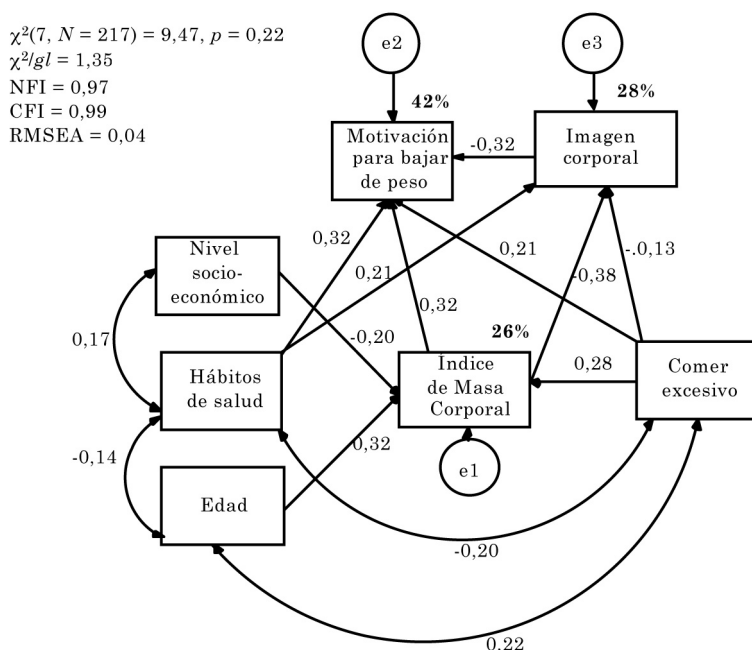 χ²(7, N = 217) = 9,47, p = 0,22
χ²/gl = 1,35
NFI = 0,97
CFI = 0,99
RMSEA = 0,04
e2
e3
42%
28%
Motivación
para bajar
de peso
-0,32
Imagen
corporal
0,32
0,21
0,21
-.0,13
-0,38
0,32
Nivel
socio-
económico
-0,20
26%
0,17
Hábitos
de salud
Índice
de Masa
Corporal
0,28
Comer
excesivo
-0,14
0,32
e1
Edad
-0,20
0,22